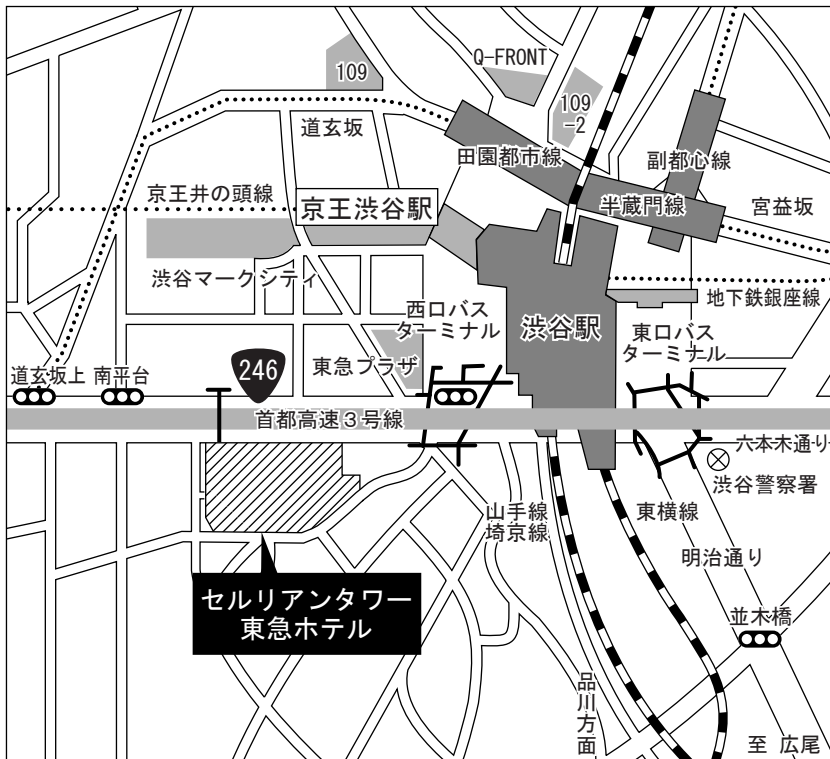 Q-FRONT
109
109
-2
道玄坂
田園都市線
副都心線
京王井の頭線
京王渋谷駅
半蔵門線
宮益坂
渋谷マークシティ
地下鉄銀座線
西口バス
ターミナル
渋谷駅
東口バス
ターミナル
道玄坂上
南平台
246
東急プラザ
首都高速3号線
六本木通り
渋谷警察署
山手線
埼京線
東横線
明治通り
セルリアンタワー
東急ホテル
並木橋
品川方面
至 広尾